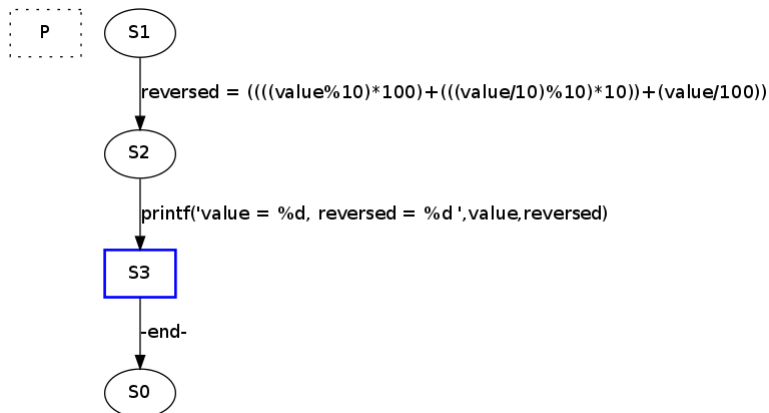 P
S1
reversed = ((((value%10)*100)+(((value/10)%10)*10))+(value/100))
S2
printf('value = %d, reversed = %d ',value,reversed)
S3
-end-
S0